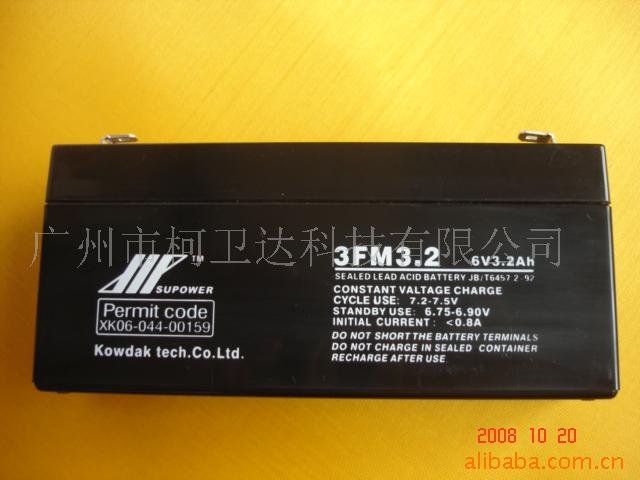 广州市柯卫达科技有限公司
3FM3.2 6V3.2Ah
SEALED LEAD ACID BATTERY JB/T6457.2-92
CONSTANT VALTAGE CHARGE
CYCLE USE: 7.2-7.5V
STANDBY USE: 6.75-6.90V
INITIAL CURRENT: <0.8A
DO NOT SHORT THE BATTERY TERMINALS
DO NOT CHARGE IN SEALED CONTAINER
RECHARGE AFTER USE
TM
SUPOWER
Permit code
XK06-044-00159
Kowdak tech.Co.Ltd.
2008 10 20
alibaba.com.cn